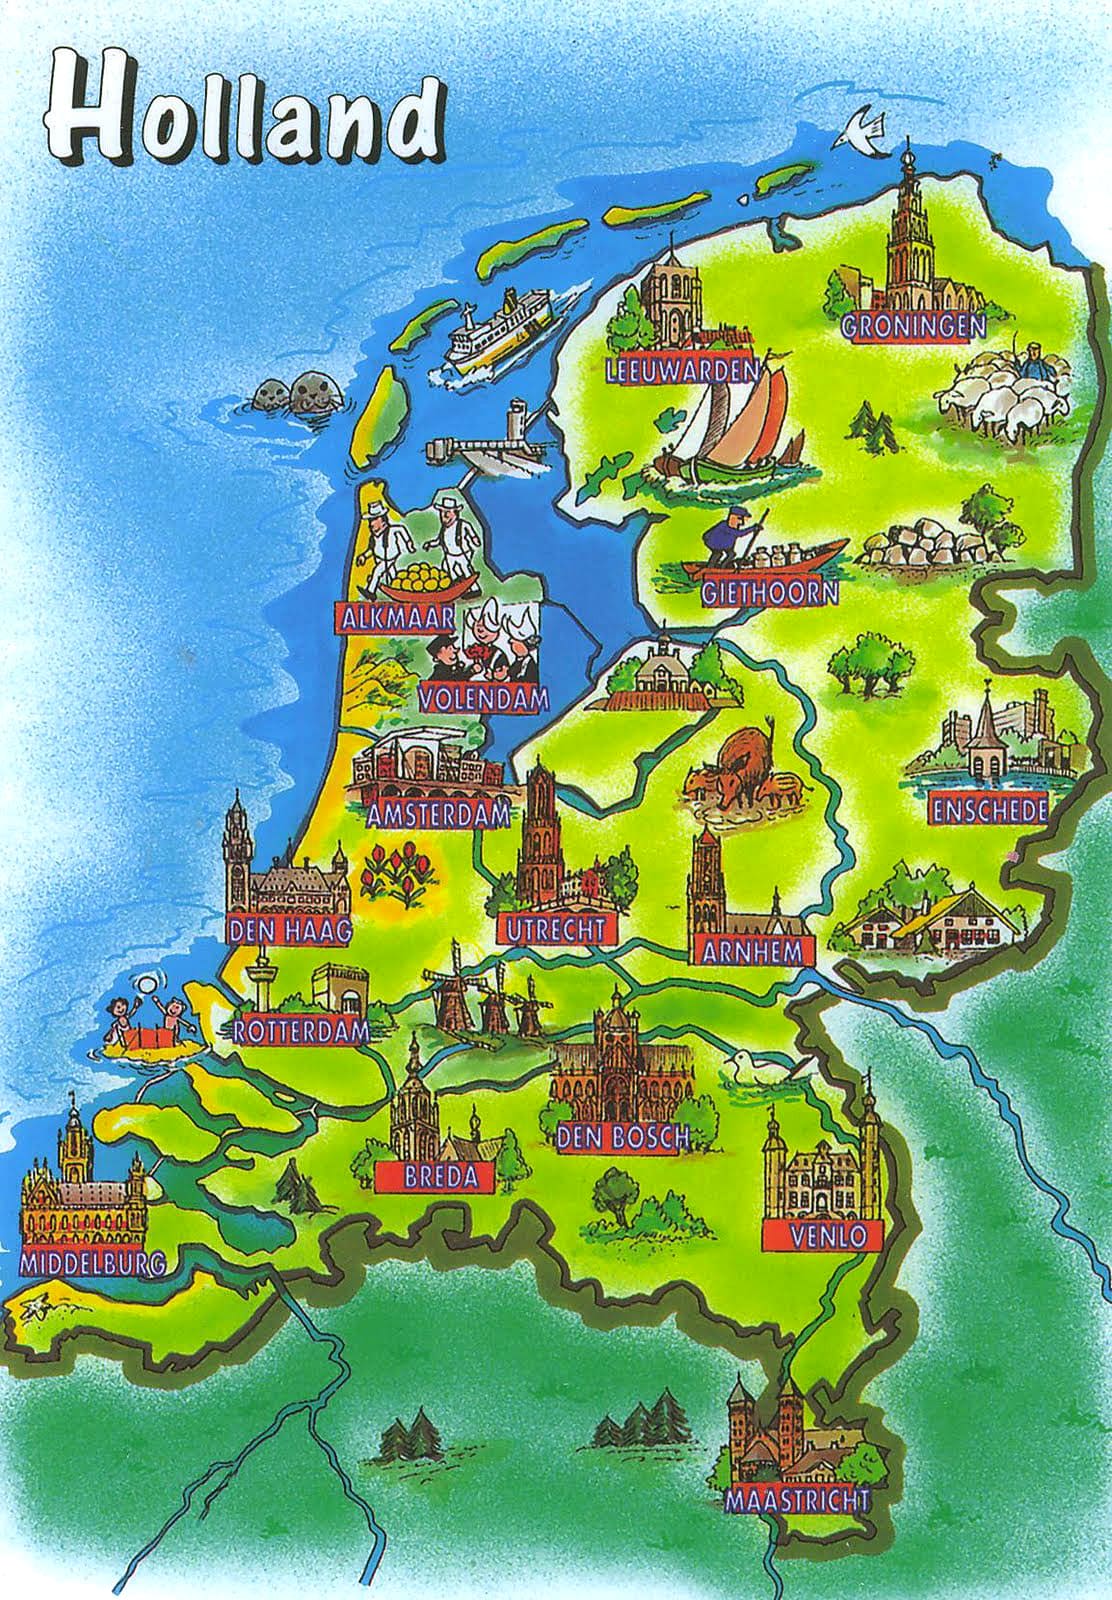 Holland
GRONINGEN
LEEUWARDEN
GIETHOORN
ALKMAAR
VOLENDAM
AMSTERDAM
ENSCHEDE
DEN HAAG
UTRECHT
ARNHEM
ROTTERDAM
DEN BOSCH
BREDA
VENLO
MIDDELBURG
MAASTRICHT